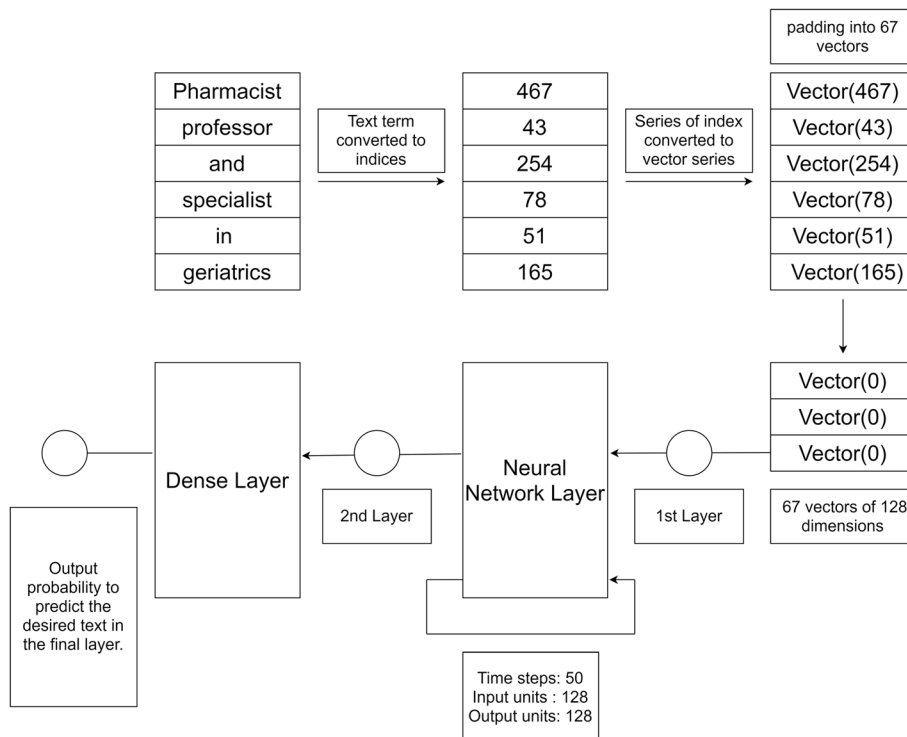 padding into 67
vectors
Pharmacist
professor
and
specialist
in
geriatrics
Text term
converted to
indices
467
43
254
78
51
165
Series of index
converted to
vector series
Vector(467)
Vector(43)
Vector(254)
Vector(78)
Vector(51)
Vector(165)
Vector(0)
Vector(0)
Vector(0)
67 vectors of 128
dimensions
1st Layer
Neural
Network Layer
Time steps: 50
Input units : 128
Output units: 128
2nd Layer
Dense Layer
Output
probability to
predict the
desired text in
the final layer.